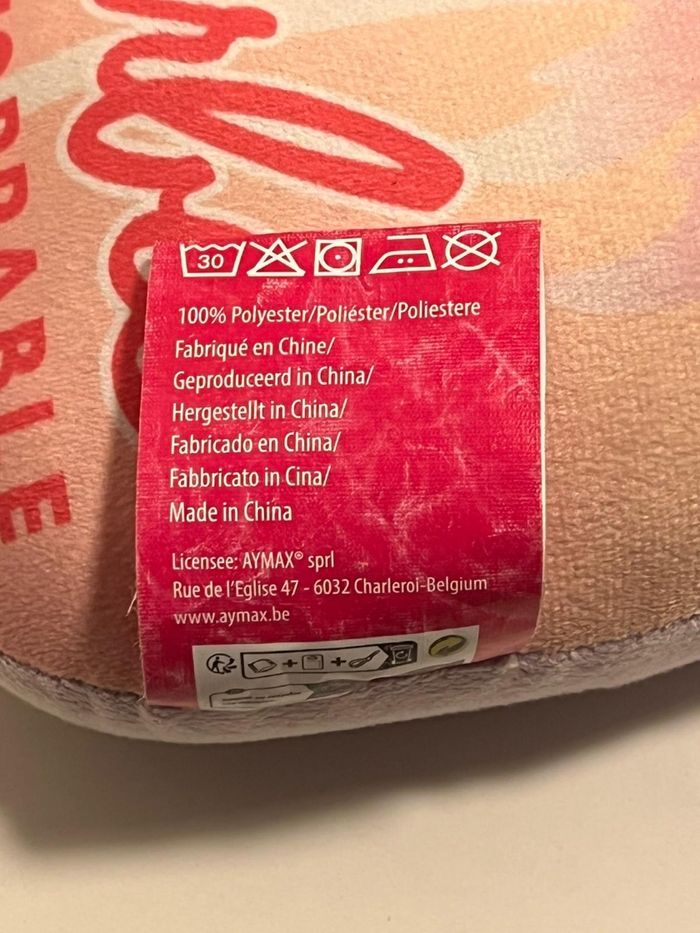 ORRABLE
30
100% Polyester/Poliéster/Poliestere
Fabriqué en Chine/
Geproduceerd in China/
Hergestellt in China/
Fabricado en China/
Fabbricato in Cina/
Made in China
Licensee: AYMAX® sprl
Rue de l'Eglise 47 - 6032 Charleroi-Belgium
www.aymax.be